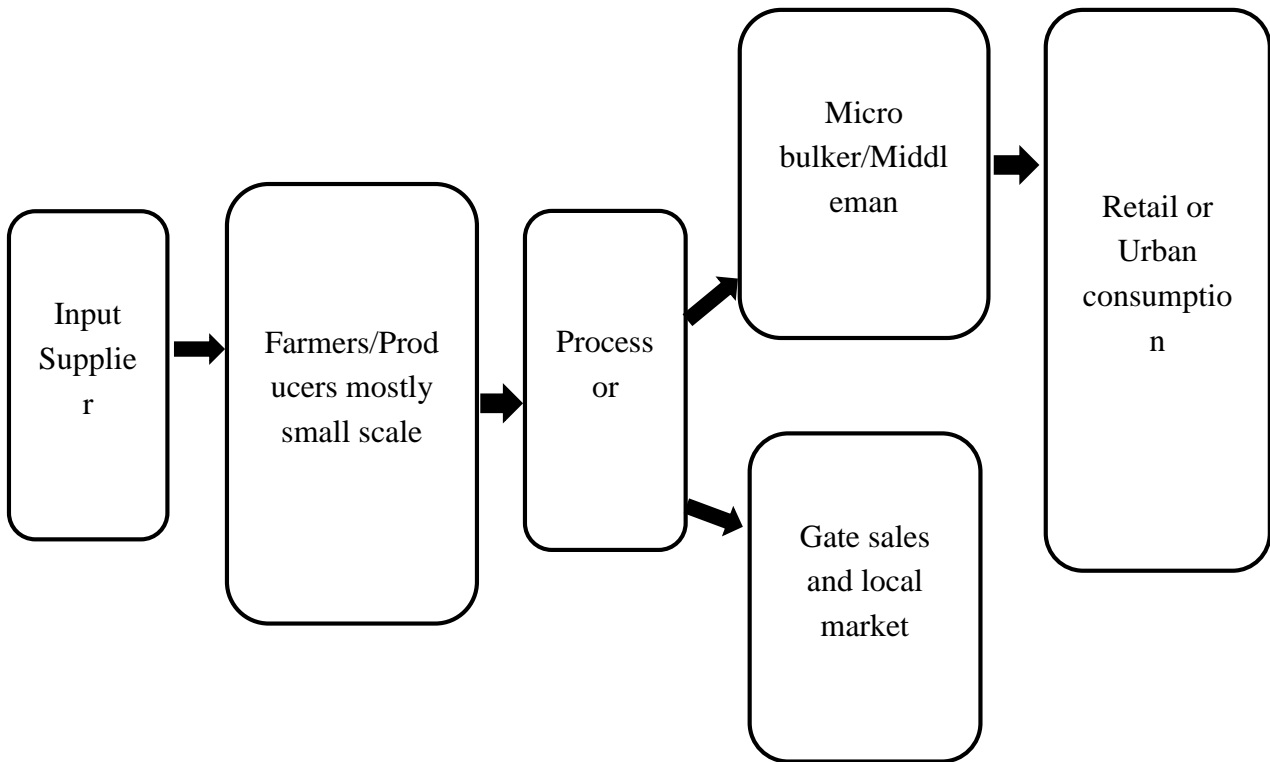 Input
Supplie
r
Farmers/Prod
ucers mostly
small scale
Process
or
Micro
bulker/Middl
eman
Gate sales
and local
market
Retail or
Urban
consumptio
n